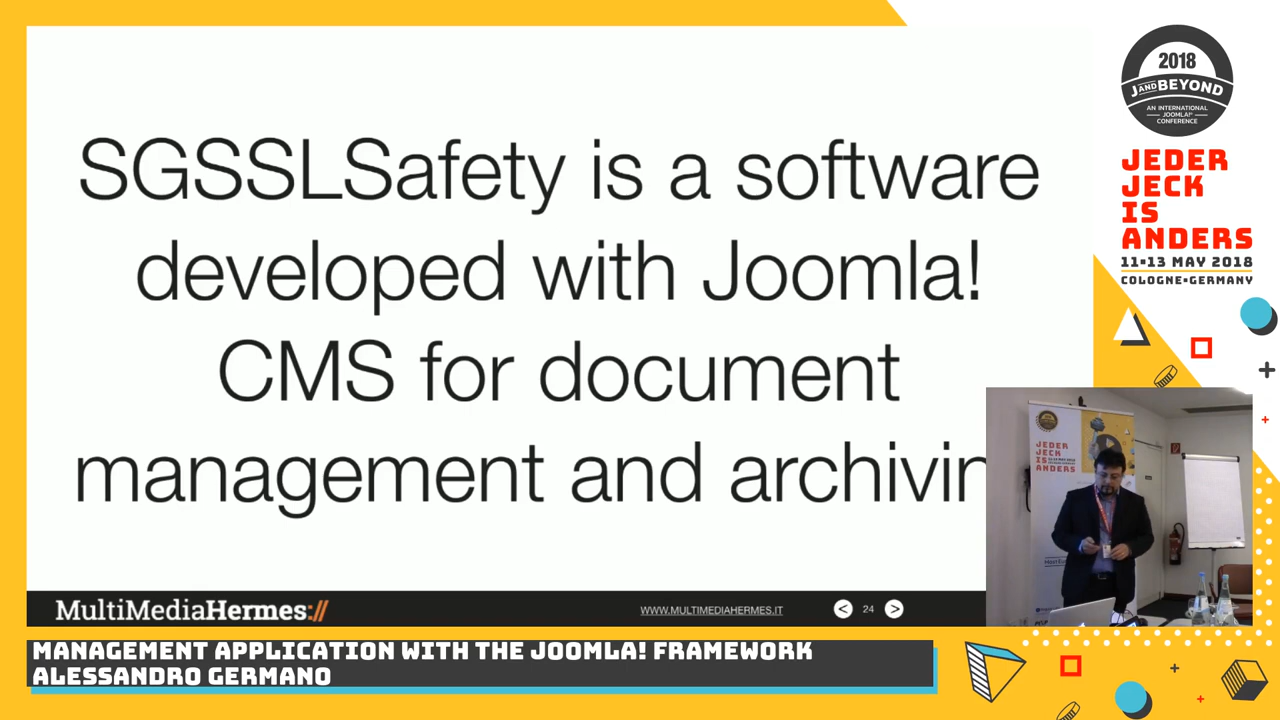 SGSSLSafety is a software
developed with Joomla!
CMS for document
management and archivin
MultiMediaHermes://
WWW.MULTIMEDIAHERMES.IT
< 24 >
MANAGEMENT APPLICATION WITH THE JOOMLA! FRAMEWORK
ALESSANDRO GERMANO
2018
J AND BEYOND
AN INTERNATIONAL
JOOMLA!®
CONFERENCE
JEDER
JECK
IS
ANDERS
11•13 MAY 2018
COLOGNE•GERMANY
JEDER
JECK
IS
ANDERS